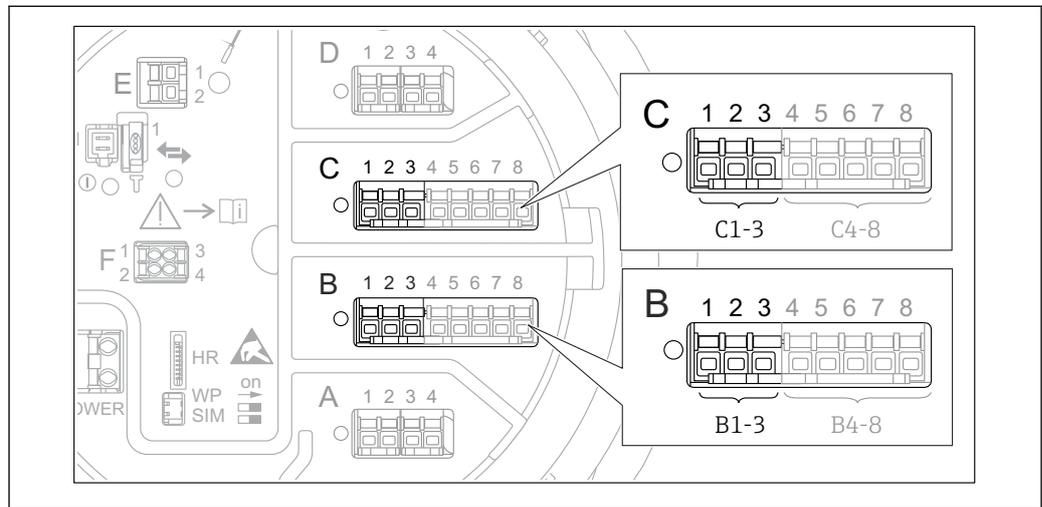 D 1 2 3 4
E 1
2
1
C 1 2 3 4 5 6 7 8
F 1 3
2 4
B 1 2 3 4 5 6 7 8
HR
WP on
SIM
OWER
A 1 2 3 4
C 1 2 3 4 5 6 7 8
C1-3 C4-8
B 1 2 3 4 5 6 7 8
B1-3 B4-8